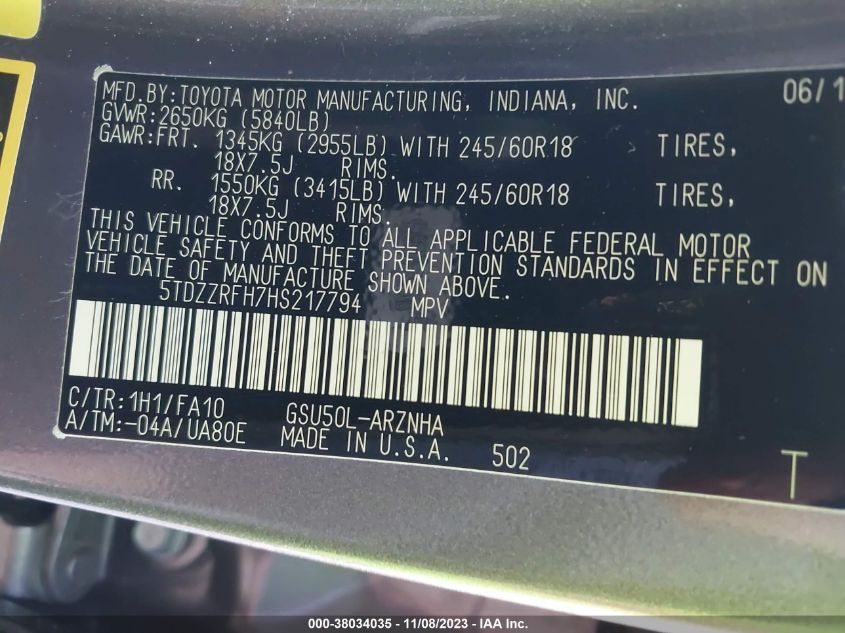 MFD.BY:TOYOTA MOTOR MANUFACTURING, INDIANA, INC. 06/1
GVWR:2650KG (5840LB)
GAWR:FRT. 1345KG (2955LB) WITH 245/60R18 TIRES,
18X7.5J RIMS.
RR. 1550KG (3415LB) WITH 245/60R18 TIRES,
18X7.5J RIMS.
THIS VEHICLE CONFORMS TO ALL APPLICABLE FEDERAL MOTOR
VEHICLE SAFETY AND THEFT PREVENTION STANDARDS IN EFFECT ON
THE DATE OF MANUFACTURE SHOWN ABOVE.
5TDZZRFH7HS217794 MPV
C/TR:1H1/FA10 GSU50L-ARZNHA
A/TM:-04A/UA80E MADE IN U.S.A. 502
T
000-38034035 - 11/08/2023 - IAA Inc.